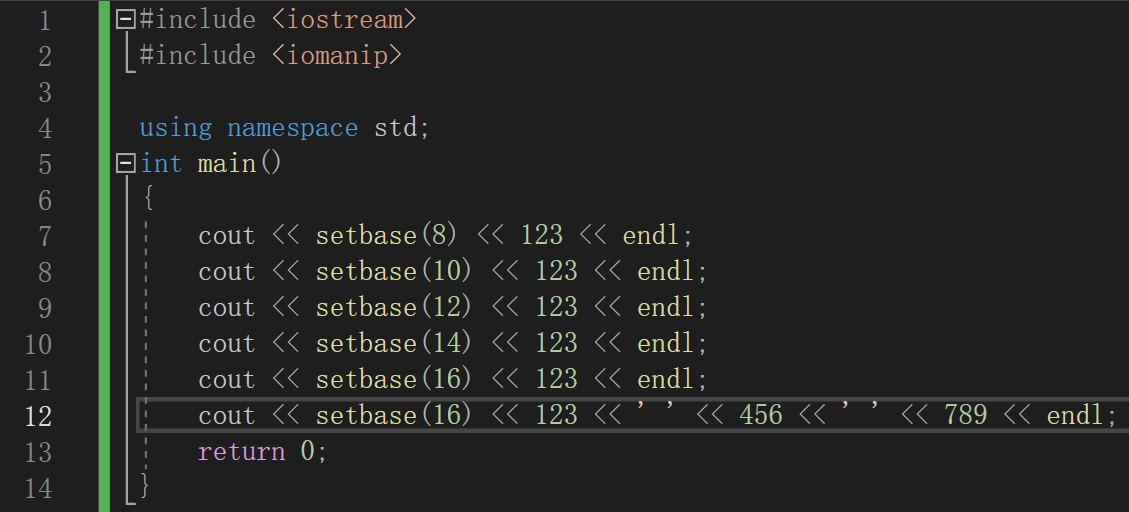 1 #include <iostream>
2 #include <iomanip>
3
4 using namespace std;
5 int main()
6 {
7 cout << setbase(8) << 123 << endl;
8 cout << setbase(10) << 123 << endl;
9 cout << setbase(12) << 123 << endl;
10 cout << setbase(14) << 123 << endl;
11 cout << setbase(16) << 123 << endl;
12 cout << setbase(16) << 123 << ' ' << 456 << ' ' << 789 << endl;
13 return 0;
14 }